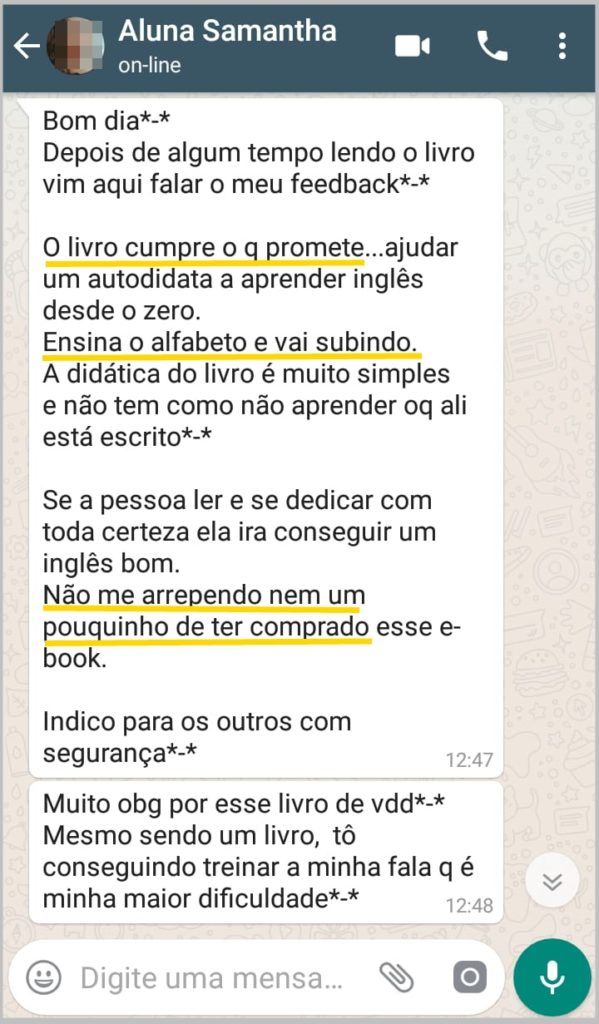 Aluna Samantha
on-line
Bom dia*-*
Depois de algum tempo lendo o livro
vim aqui falar o meu feedback*-*
O livro cumpre o q promete...ajudar
um autodidata a aprender inglês
desde o zero.
Ensina o alfabeto e vai subindo.
A didática do livro é muito simples
e não tem como não aprender oq ali
está escrito*-*
Se a pessoa ler e se dedicar com
toda certeza ela ira conseguir um
inglês bom.
Não me arrependo nem um
pouquinho de ter comprado esse e-
book.
Indico para os outros com
segurança*-*
12:47
Muito obg por esse livro de vdd*-*
Mesmo sendo um livro, tô
conseguindo treinar a minha fala q é
minha maior dificuldade*-*
12:48
Digite uma mensa...